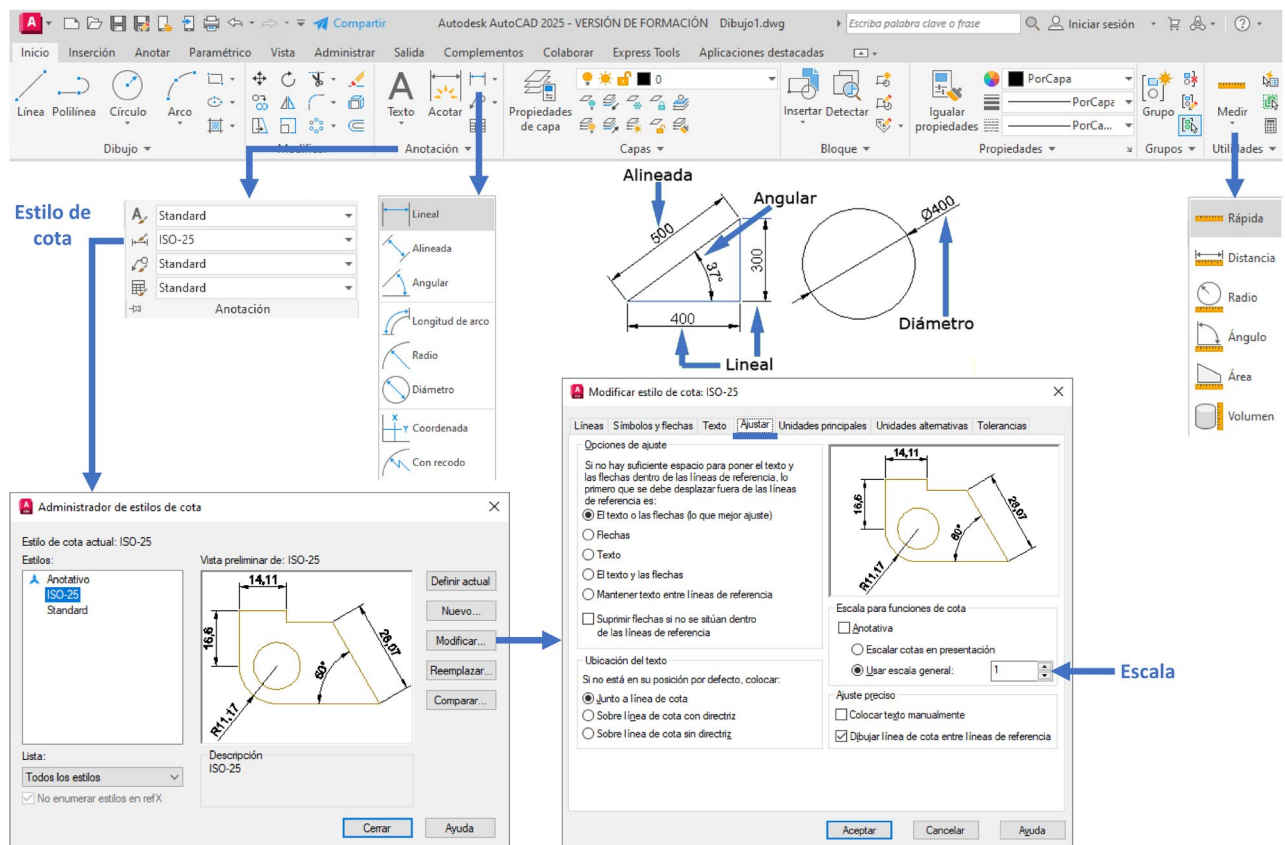 Compartir
Autodesk AutoCAD 2025 - VERSIÓN DE FORMACIÓN Dibujo1.dwg
Escriba palabra clave o frase
Iniciar sesión
Inicio Inserción Anotar Paramétrico Vista Administrar Salida Complementos Colaborar Express Tools Aplicaciones destacadas
Línea Polilínea Círculo Arco
Texto Acotar
Propiedades de capa
0
Insertar Detectar
Igualar propiedades
PorCapa
PorCapa
PorCa...
Grupo
Medir
Dibujo
Modificar
Anotación
Capas
Bloque
Propiedades
Grupos
Utilidades
Estilo de
cota
Standard
ISO-25
Standard
Standard
Anotación
Lineal
Alineada
Angular
Longitud de arco
Radio
Diámetro
X
Y
Coordenada
Con recodo
Alineada
Angular
500
37°
300
400
Lineal
Ø400
Diámetro
Rápida
Distancia
Radio
Ángulo
Área
Volumen
Administrador de estilos de cota
Estilo de cota actual: ISO-25
Estilos:
Anotativo
ISO-25
Standard
Vista preliminar de: ISO-25
14,11
16,6
28,07
60°
R11,17
Definir actual
Nuevo...
Modificar...
Reemplazar...
Comparar...
Lista:
Todos los estilos
No enumerar estilos en refX
Descripción
ISO-25
Cerrar
Ayuda
Modificar estilo de cota: ISO-25
Líneas Símbolos y flechas Texto Ajustar Unidades principales Unidades alternativas Tolerancias
Opciones de ajuste
Si no hay suficiente espacio para poner el texto y
las flechas dentro de las líneas de referencia, lo
primero que se debe desplazar fuera de las líneas
de referencia es:
El texto o las flechas (lo que mejor ajuste)
Flechas
Texto
El texto y las flechas
Mantener texto entre líneas de referencia
Suprimir flechas si no se sitúan dentro
de las líneas de referencia
Ubicación del texto
Si no está en su posición por defecto, colocar:
Junto a línea de cota
Sobre línea de cota con directriz
Sobre línea de cota sin directriz
14,11
16,6
28,07
60°
R11,17
Escala para funciones de cota
Anotativa
Escalar cotas en presentación
Usar escala general:
1
Escala
Ajuste preciso
Colocar texto manualmente
Dibujar línea de cota entre líneas de referencia
Aceptar
Cancelar
Ayuda